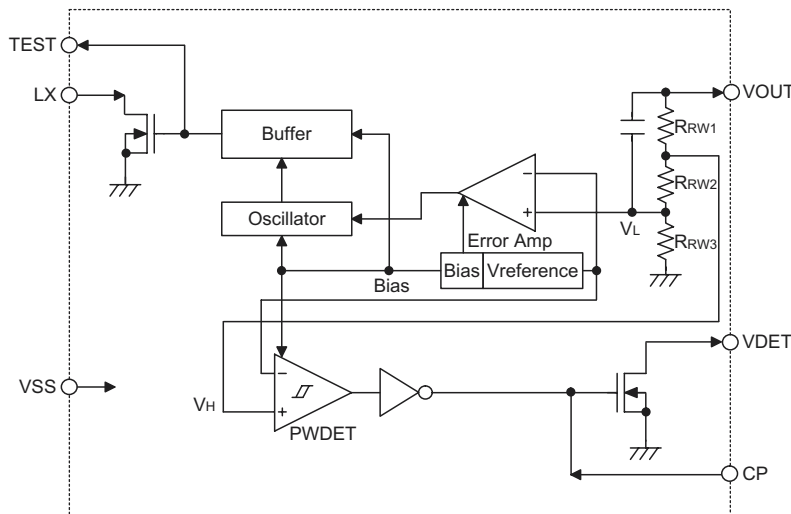 TEST
LX
VOUT
Buffer
RRW1
RRW2
Oscillator
−
+
Error Amp
VL
RRW3
Bias Vreference
Bias
VDET
VSS
−
+
VH
PWDET
CP